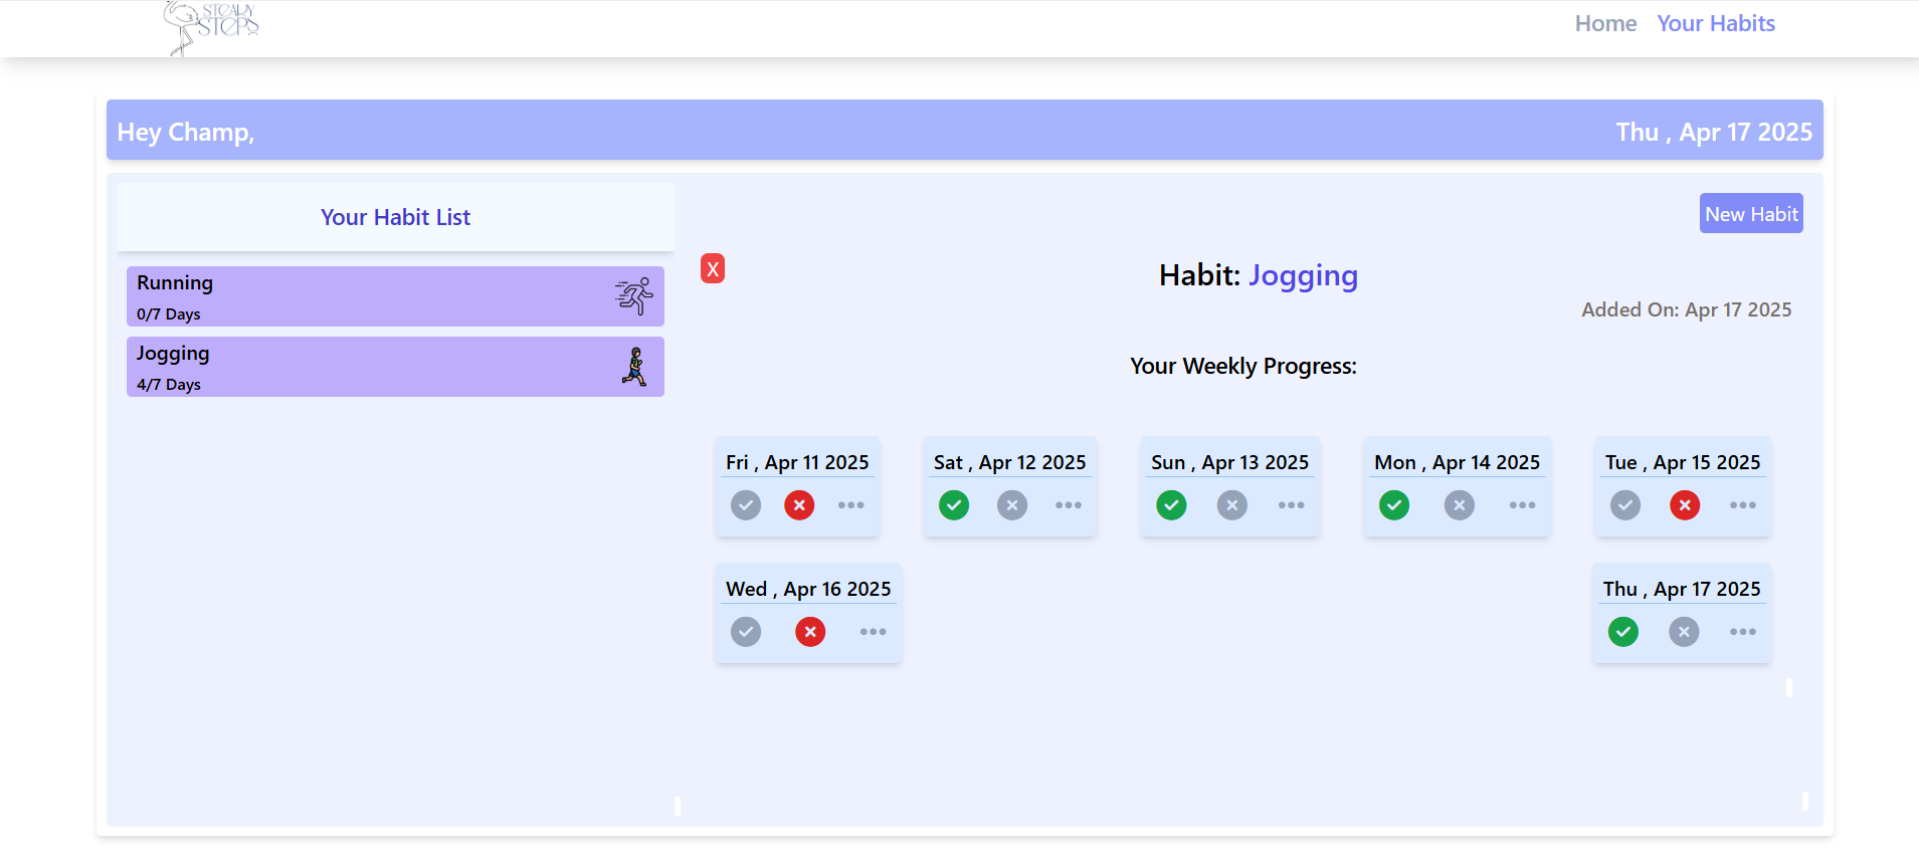 STEADY
STEPS
Home Your Habits
Hey Champ,
Thu , Apr 17 2025
Your Habit List
New Habit
Running
0/7 Days
Jogging
4/7 Days
X
Habit: Jogging
Added On: Apr 17 2025
Your Weekly Progress:
Fri , Apr 11 2025
Sat , Apr 12 2025
Sun , Apr 13 2025
Mon , Apr 14 2025
Tue , Apr 15 2025
Wed , Apr 16 2025
Thu , Apr 17 2025